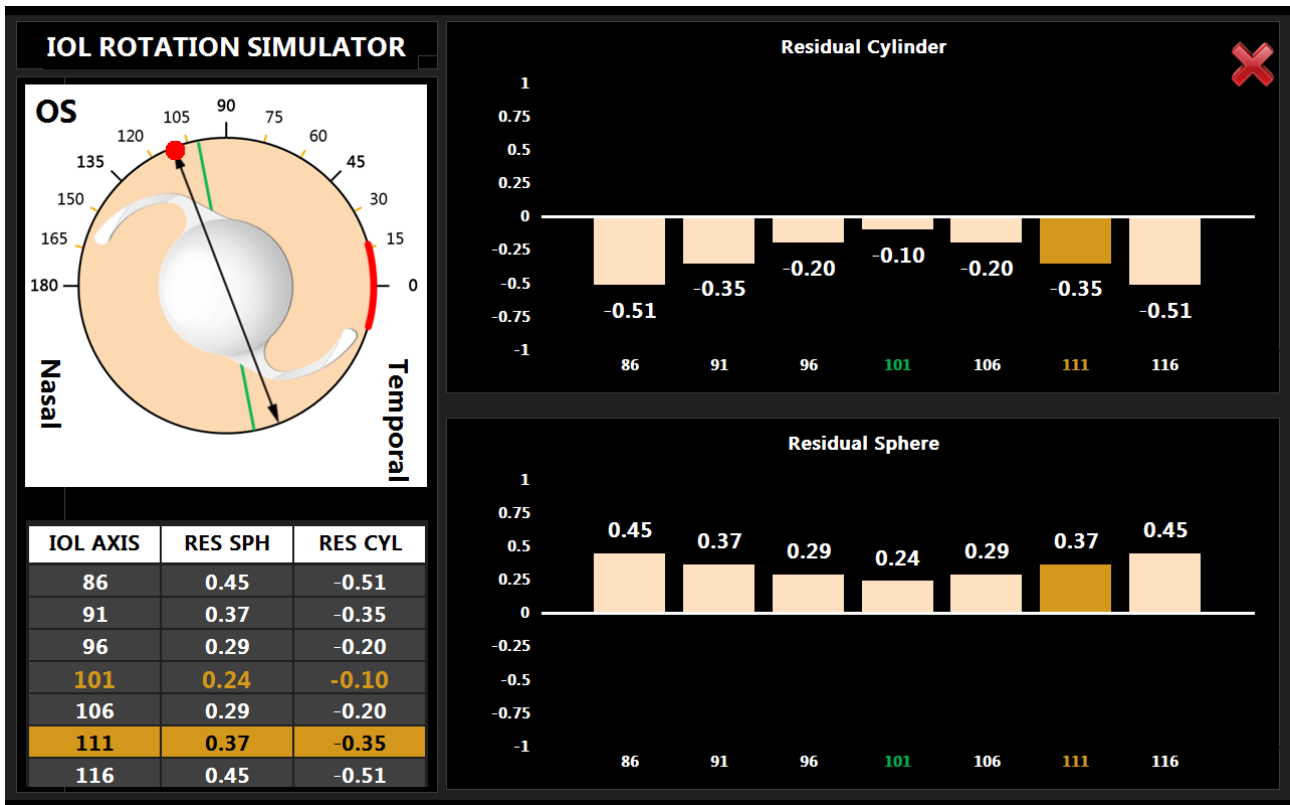 IOL ROTATION SIMULATOR
OS
90
105
75
120
60
135
45
150
30
165
15
180
0
Nasal
Temporal
IOL AXIS RES SPH RES CYL
86 0.45 -0.51
91 0.37 -0.35
96 0.29 -0.20
101 0.24 -0.10
106 0.29 -0.20
111 0.37 -0.35
116 0.45 -0.51
Residual Cylinder
1
0.75
0.5
0.25
0
-0.25
-0.5
-0.75
-1
-0.51 -0.35 -0.20 -0.10 -0.20 -0.35 -0.51
86 91 96 101 106 111 116
Residual Sphere
1
0.75
0.5
0.25
0
-0.25
-0.5
-0.75
-1
0.45 0.37 0.29 0.24 0.29 0.37 0.45
86 91 96 101 106 111 116